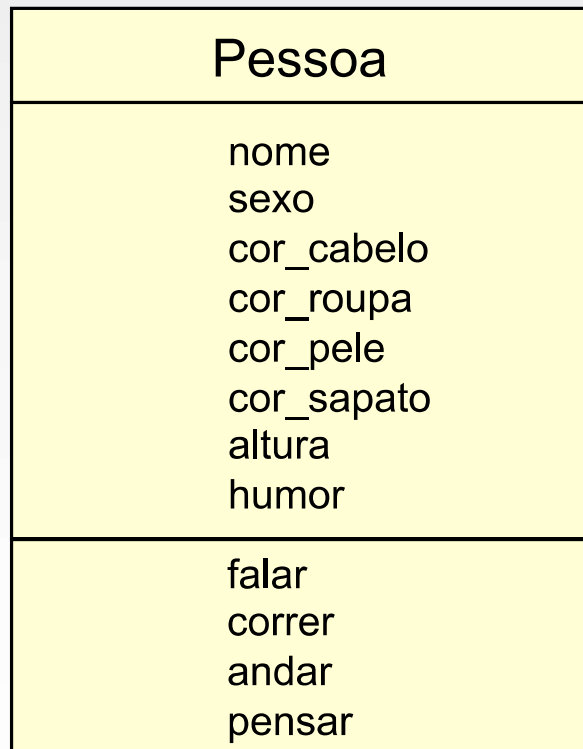 Pessoa
nome
sexo
cor_cabelo
cor_roupa
cor_pele
cor_sapato
altura
humor
falar
correr
andar
pensar